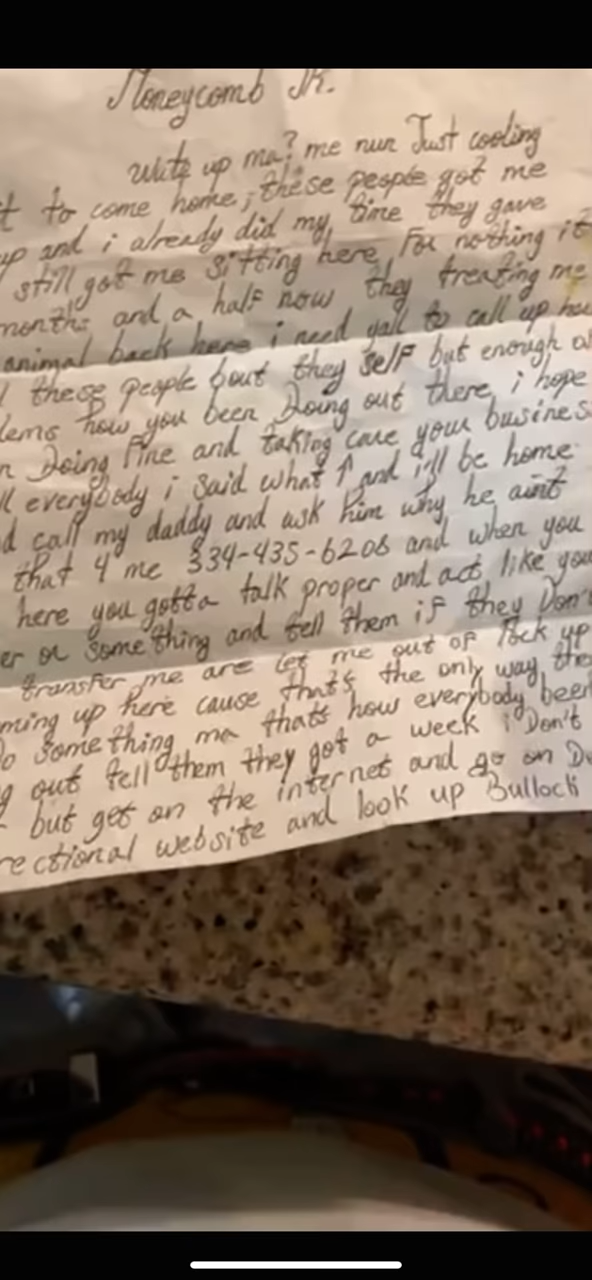 Honeycomb JR.
Write up ma? me nun Just cooling
t to come home, these people got me
up and i already did my time they gave
still got me sitting here For nothing it
months and a half now they treating me
animal back here i need yall to call up here
these people bout they self but enough of
lems how you been Doing out there, i hope
n Doing Fine and taking care your busines
ll everybody i said what ↑ and i'll be home
d call my daddy and ask him why he aint
that 4 me 334-435-6208 and when you
here you gotta talk proper and act like you
er or something and tell them if they Don't
transfer me are let me out of lock up
ming up here cause that's the only way the
o something ma thats how everybody been
g out tell them they got a week i Don't
but get on the internet and go on D
rectional website and look up Bullock